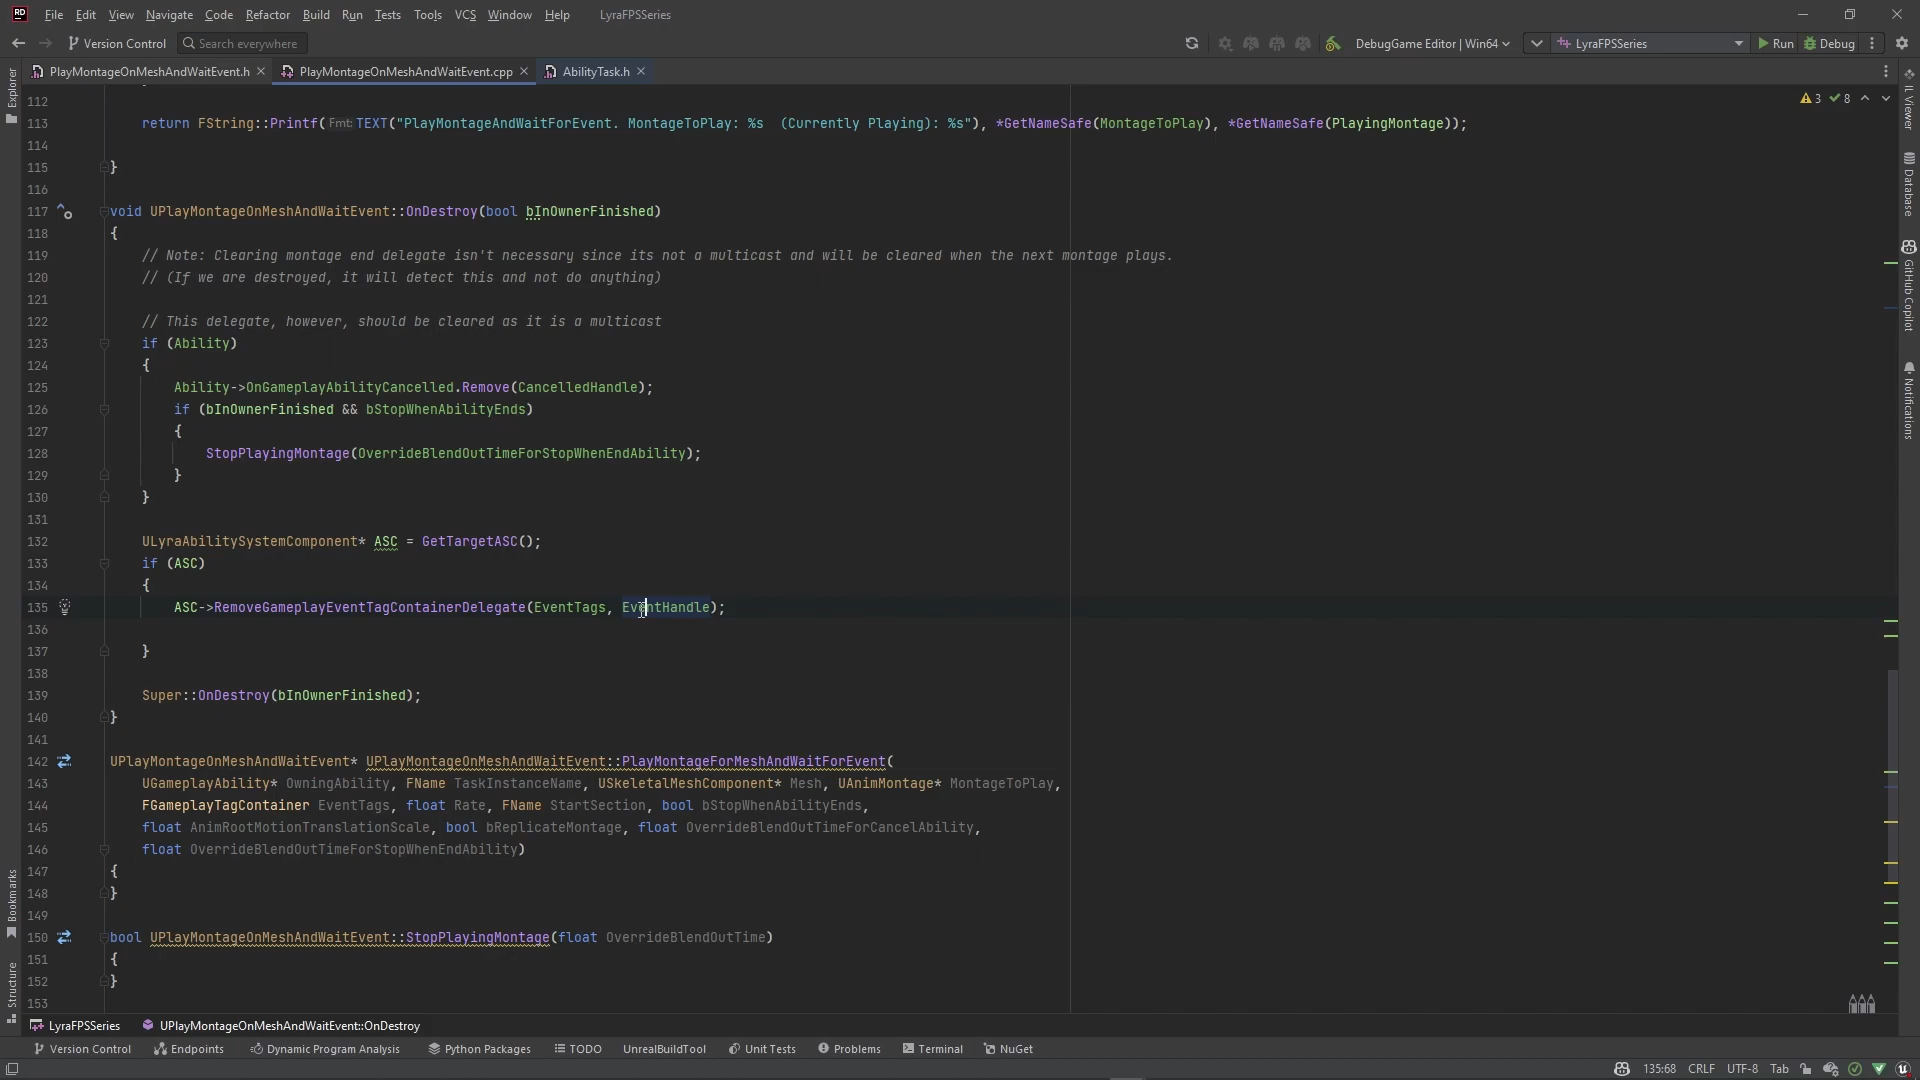 File Edit View Navigate Code Refactor Build Run Tests Tools VCS Window Help LyraFPSSeries
Version Control Search everywhere DebugGame Editor | Win64 LyraFPSSeries Run Debug
PlayMontageOnMeshAndWaitEvent.h PlayMontageOnMeshAndWaitEvent.cpp AbilityTask.h
3 8
112
113 return FString::Printf(Fmt: TEXT("PlayMontageAndWaitForEvent. MontageToPlay: %s  (Currently Playing): %s"), *GetNameSafe(MontageToPlay), *GetNameSafe(PlayingMontage));
114
115 }
116
117 void UPlayMontageOnMeshAndWaitEvent::OnDestroy(bool bInOwnerFinished)
118 {
119 // Note: Clearing montage end delegate isn't necessary since its not a multicast and will be cleared when the next montage plays.
120 // (If we are destroyed, it will detect this and not do anything)
121
122 // This delegate, however, should be cleared as it is a multicast
123 if (Ability)
124 {
125 Ability->OnGameplayAbilityCancelled.Remove(CancelledHandle);
126 if (bInOwnerFinished && bStopWhenAbilityEnds)
127 {
128 StopPlayingMontage(OverrideBlendOutTimeForStopWhenEndAbility);
129 }
130 }
131
132 ULyraAbilitySystemComponent* ASC = GetTargetASC();
133 if (ASC)
134 {
135 ASC->RemoveGameplayEventTagContainerDelegate(EventTags, EventHandle);
136
137 }
138
139 Super::OnDestroy(bInOwnerFinished);
140 }
141
142 UPlayMontageOnMeshAndWaitEvent* UPlayMontageOnMeshAndWaitEvent::PlayMontageForMeshAndWaitForEvent(
143 UGameplayAbility* OwningAbility, FName TaskInstanceName, USkeletalMeshComponent* Mesh, UAnimMontage* MontageToPlay,
144 FGameplayTagContainer EventTags, float Rate, FName StartSection, bool bStopWhenAbilityEnds,
145 float AnimRootMotionTranslationScale, bool bReplicateMontage, float OverrideBlendOutTimeForCancelAbility,
146 float OverrideBlendOutTimeForStopWhenEndAbility)
147 {
148 }
149
150 bool UPlayMontageOnMeshAndWaitEvent::StopPlayingMontage(float OverrideBlendOutTime)
151 {
152 }
153
Explorer
Bookmarks
Structure
IL Viewer
Database
GitHub Copilot
Notifications
LyraFPSSeries UPlayMontageOnMeshAndWaitEvent::OnDestroy
Version Control Endpoints Dynamic Program Analysis Python Packages TODO UnrealBuildTool Unit Tests Problems Terminal NuGet
135:68 CRLF UTF-8 Tab